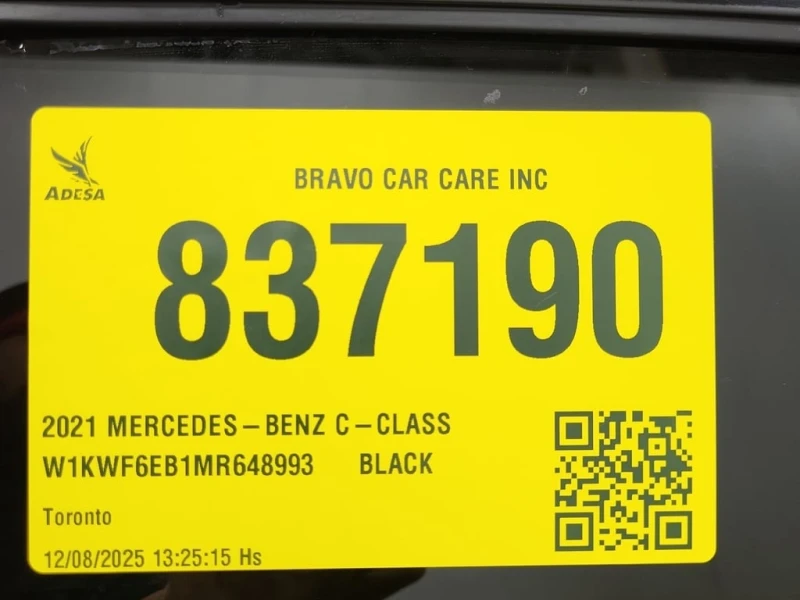 ADESA
BRAVO CAR CARE INC
837190
2021 MERCEDES-BENZ C-CLASS
W1KWF6EB1MR648993 BLACK
Toronto
12/08/2025 13:25:15 Hs